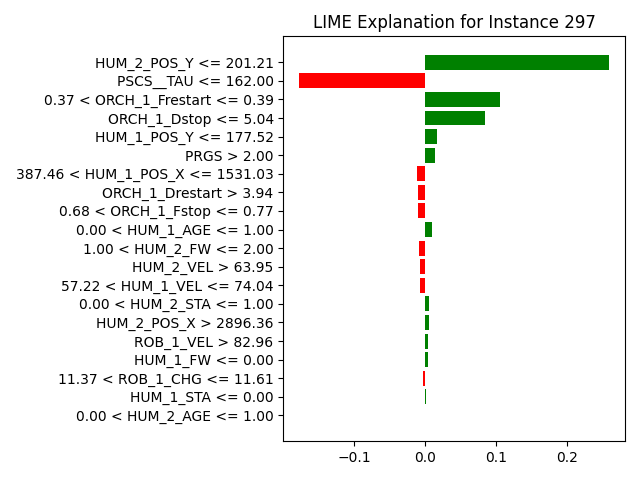 LIME Explanation for Instance 297
HUM_2_POS_Y <= 201.21
PSCS__TAU <= 162.00
0.37 < ORCH_1_Frestart <= 0.39
ORCH_1_Dstop <= 5.04
HUM_1_POS_Y <= 177.52
PRGS > 2.00
387.46 < HUM_1_POS_X <= 1531.03
ORCH_1_Drestart > 3.94
0.68 < ORCH_1_Fstop <= 0.77
0.00 < HUM_1_AGE <= 1.00
1.00 < HUM_2_FW <= 2.00
HUM_2_VEL > 63.95
57.22 < HUM_1_VEL <= 74.04
0.00 < HUM_2_STA <= 1.00
HUM_2_POS_X > 2896.36
ROB_1_VEL > 82.96
HUM_1_FW <= 0.00
11.37 < ROB_1_CHG <= 11.61
HUM_1_STA <= 0.00
0.00 < HUM_2_AGE <= 1.00
−0.1 0.0 0.1 0.2